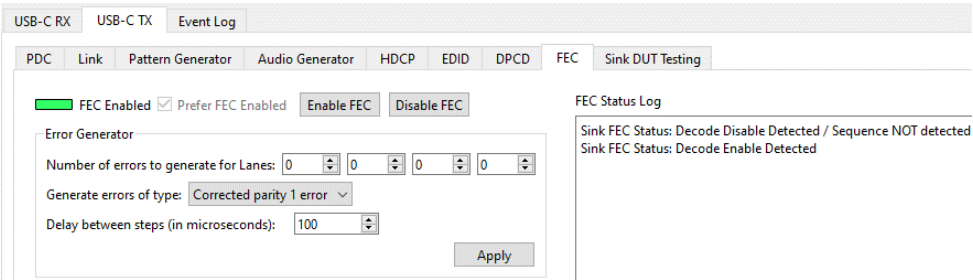 USB-C RX USB-C TX Event Log
PDC Link Pattern Generator Audio Generator HDCP EDID DPCD FEC Sink DUT Testing
FEC Enabled Prefer FEC Enabled Enable FEC Disable FEC
Error Generator
Number of errors to generate for Lanes: 0 0 0 0
Generate errors of type: Corrected parity 1 error
Delay between steps (in microseconds): 100
Apply
FEC Status Log
Sink FEC Status: Decode Disable Detected / Sequence NOT detected
Sink FEC Status: Decode Enable Detected